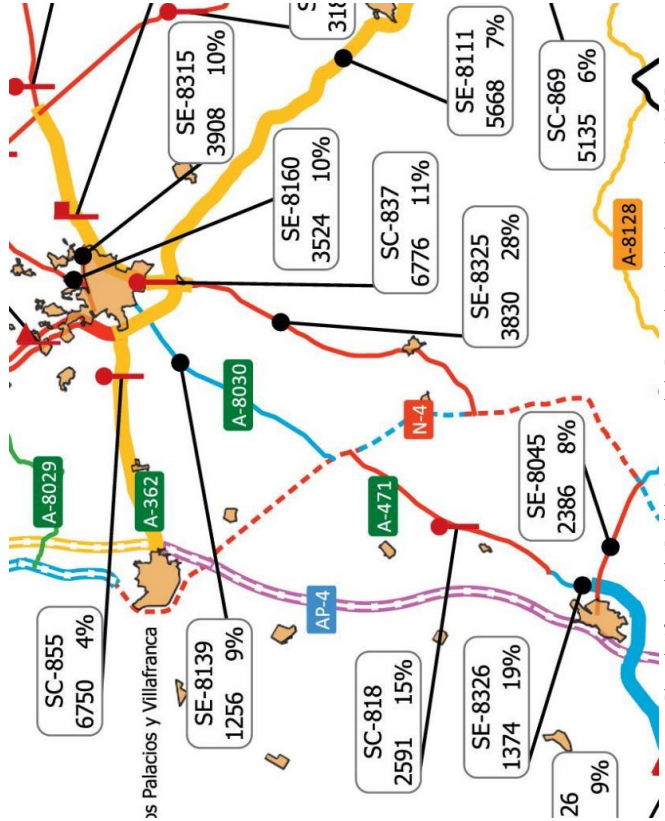 318
SE-8315
3908 10%
SE-8111
5668 7%
SC-869
5135 6%
SE-8160
3524 10%
SC-837
6776 11%
SE-8325
3830 28%
A-8128
A-8030
N-4
A-8029
A-362
A-471
SE-8045
2386 8%
AP-4
SC-855
6750 4%
os Palacios y Villafranca
SE-8139
1256 9%
SC-818
2591 15%
SE-8326
1374 19%
26
9%